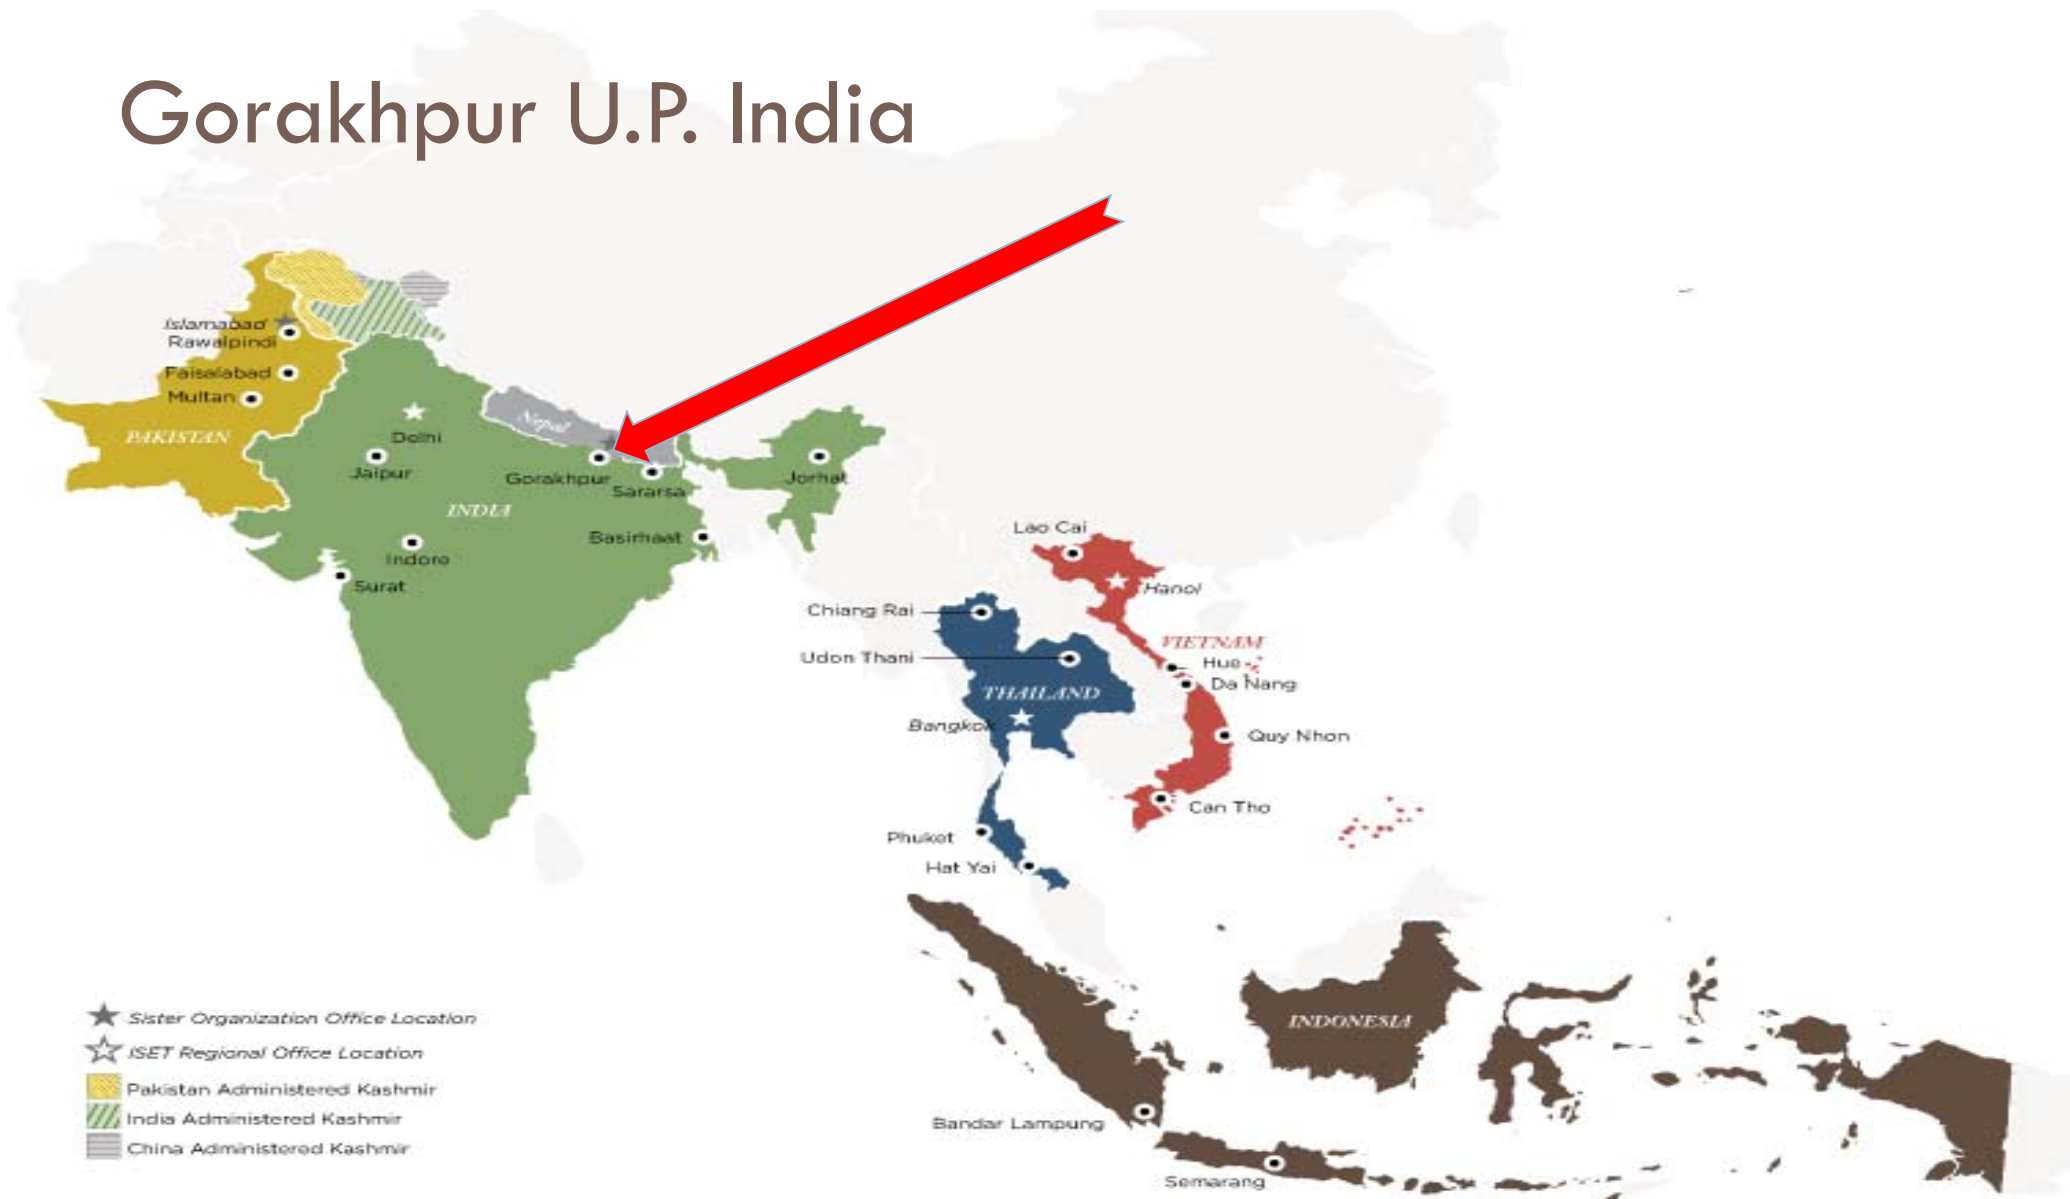 Gorakhpur U.P. India
Islamabad
Rawalpindi
Faisalabad
Multan
PAKISTAN
Nepal
Delhi
Jaipur
Gorakhpur
Sararsa
Jorhat
INDIA
Basirhaat
Indore
Surat
Lao Cai
Hanoi
Chiang Rai
VIETNAM
Udon Thani
Hue
Da Nang
THAILAND
Bangkok
Quy Nhon
Can Tho
Phuket
Hat Yai
INDONESIA
Sister Organization Office Location
ISET Regional Office Location
Pakistan Administered Kashmir
India Administered Kashmir
China Administered Kashmir
Bandar Lampung
Semarang